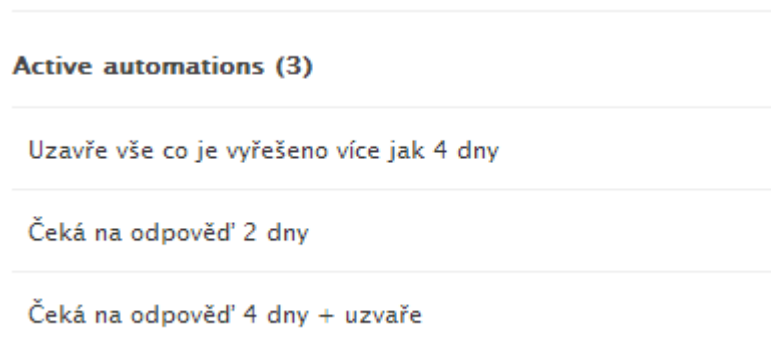 Active automations (3)
Uzavře vše co je vyřešeno více jak 4 dny
Čeká na odpověď 2 dny
Čeká na odpověď 4 dny + uzvaře